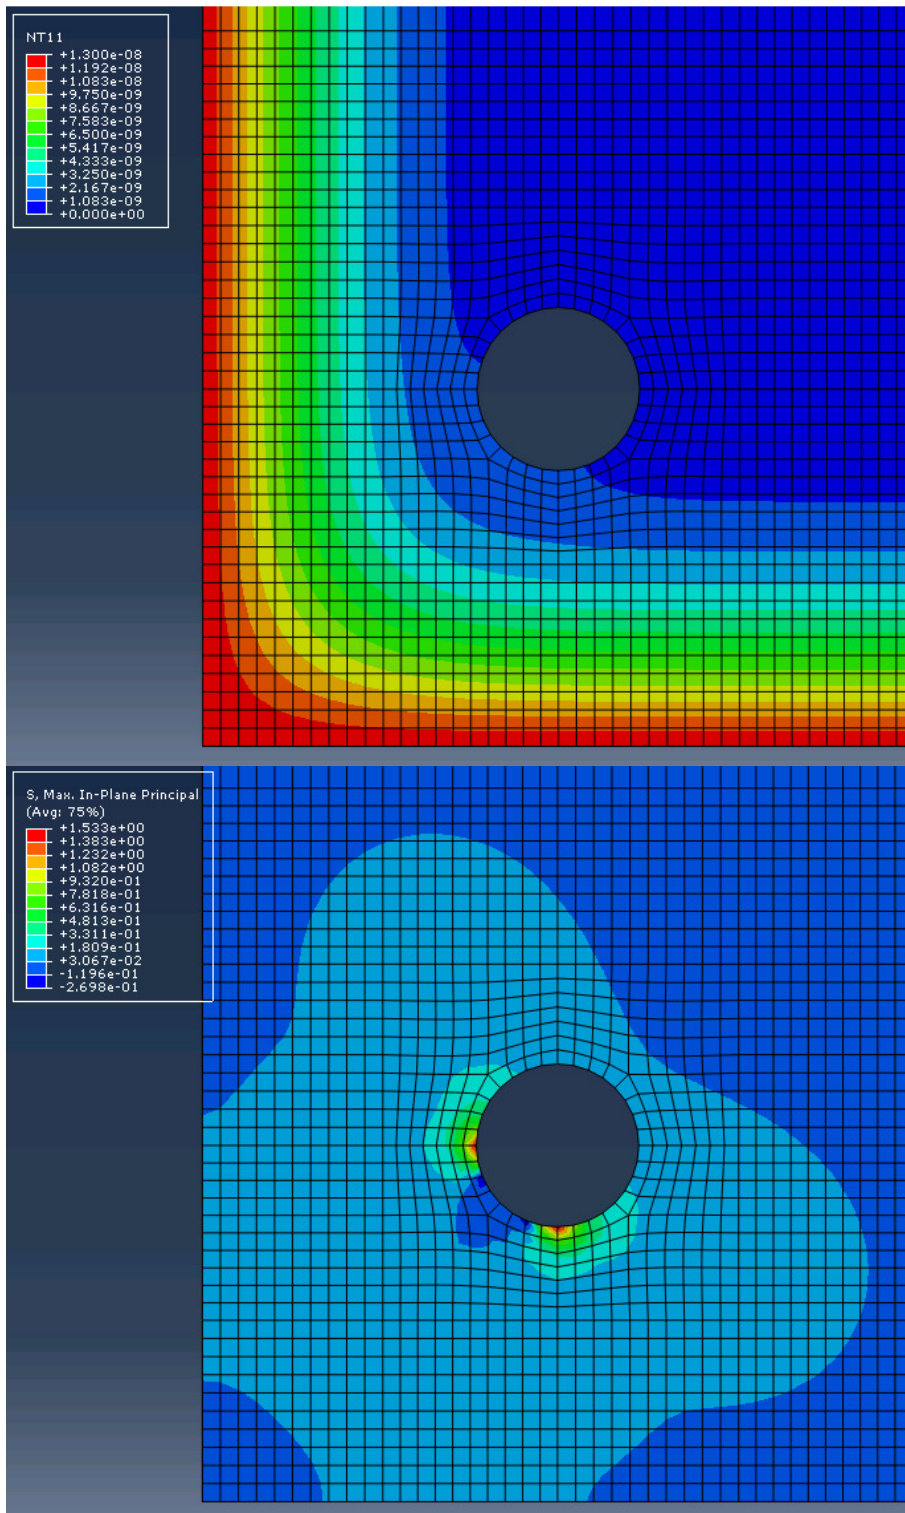 NT11
+1.300e-08
+1.192e-08
+1.083e-08
+9.750e-09
+8.667e-09
+7.583e-09
+6.500e-09
+5.417e-09
+4.333e-09
+3.250e-09
+2.167e-09
+1.083e-09
+0.000e+00
S, Max. In-Plane Principal
(Avg: 75%)
+1.533e+00
+1.383e+00
+1.232e+00
+1.082e+00
+9.320e-01
+7.818e-01
+6.316e-01
+4.813e-01
+3.311e-01
+1.809e-01
+3.067e-02
-1.196e-01
-2.698e-01